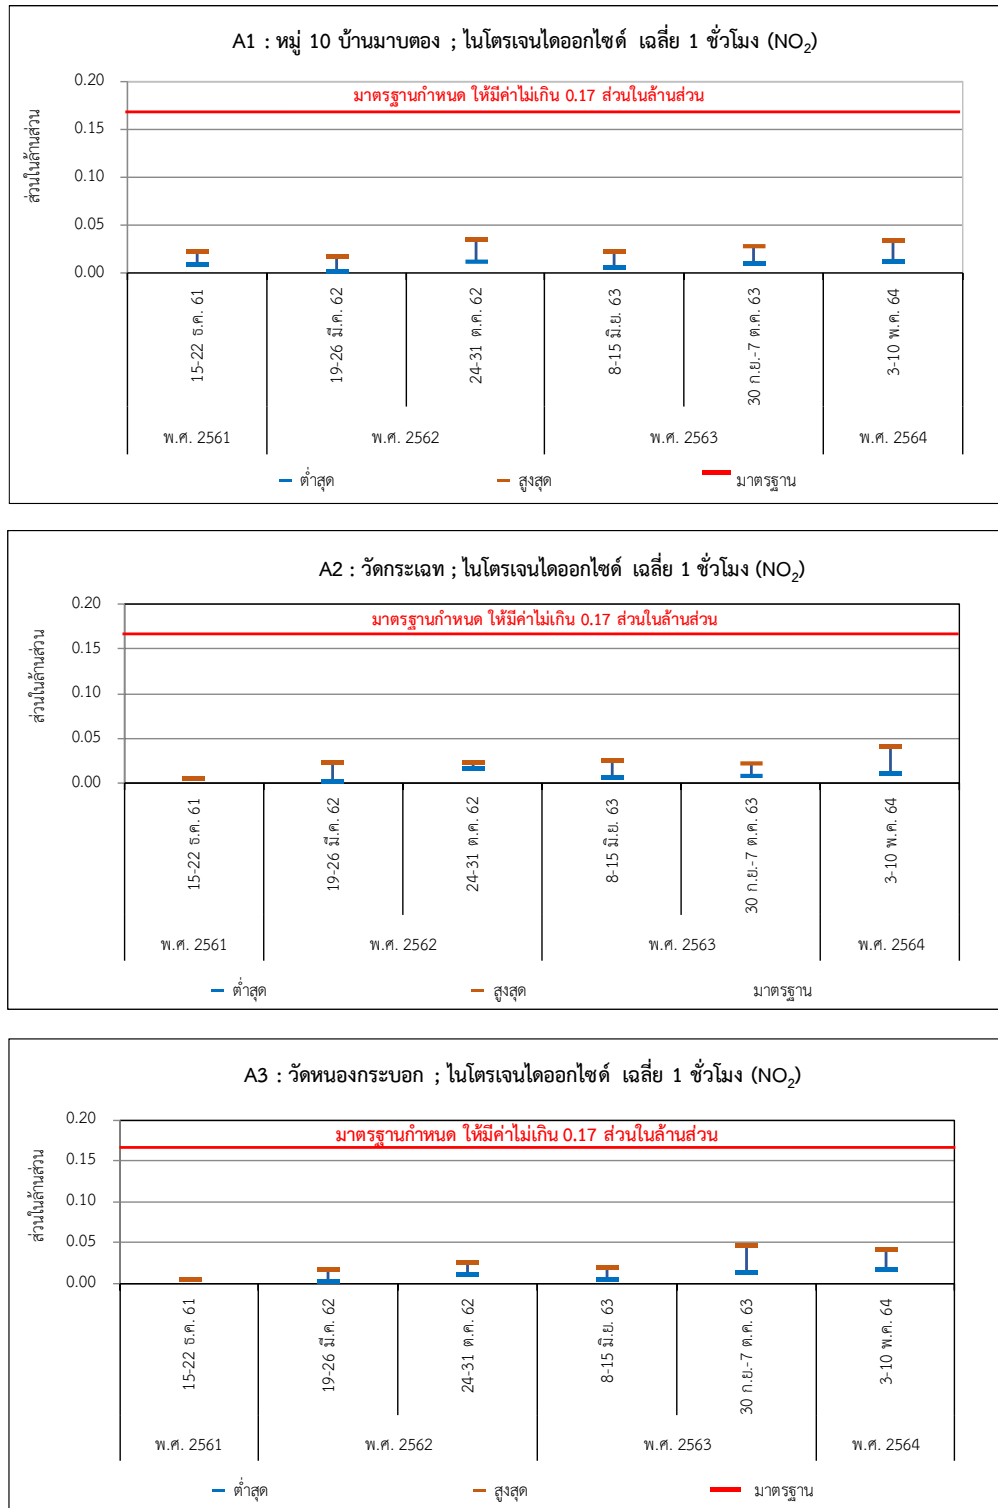 A1 : หมู่ 10 บ้านมาบตอง ; ไนโตรเจนไดออกไซด์ เฉลี่ย 1 ชั่วโมง (NO2)
มาตรฐานกำหนด ให้มีค่าไม่เกิน 0.17 ส่วนในล้านส่วน
ส่วนในล้านส่วน
0.20
0.15
0.10
0.05
0.00
15-22 ธ.ค. 61
19-26 มี.ค. 62
24-31 ต.ค. 62
8-15 มิ.ย. 63
30 ก.ย.-7 ต.ค. 63
3-10 พ.ค. 64
พ.ศ. 2561 พ.ศ. 2562 พ.ศ. 2563 พ.ศ. 2564
ต่ำสุด สูงสุด มาตรฐาน
A2 : วัดกระเฉท ; ไนโตรเจนไดออกไซด์ เฉลี่ย 1 ชั่วโมง (NO2)
มาตรฐานกำหนด ให้มีค่าไม่เกิน 0.17 ส่วนในล้านส่วน
ส่วนในล้านส่วน
0.20
0.15
0.10
0.05
0.00
15-22 ธ.ค. 61
19-26 มี.ค. 62
24-31 ต.ค. 62
8-15 มิ.ย. 63
30 ก.ย.-7 ต.ค. 63
3-10 พ.ค. 64
พ.ศ. 2561 พ.ศ. 2562 พ.ศ. 2563 พ.ศ. 2564
ต่ำสุด สูงสุด มาตรฐาน
A3 : วัดหนองกระบอก ; ไนโตรเจนไดออกไซด์ เฉลี่ย 1 ชั่วโมง (NO2)
มาตรฐานกำหนด ให้มีค่าไม่เกิน 0.17 ส่วนในล้านส่วน
ส่วนในล้านส่วน
0.20
0.15
0.10
0.05
0.00
15-22 ธ.ค. 61
19-26 มี.ค. 62
24-31 ต.ค. 62
8-15 มิ.ย. 63
30 ก.ย.-7 ต.ค. 63
3-10 พ.ค. 64
พ.ศ. 2561 พ.ศ. 2562 พ.ศ. 2563 พ.ศ. 2564
ต่ำสุด สูงสุด มาตรฐาน